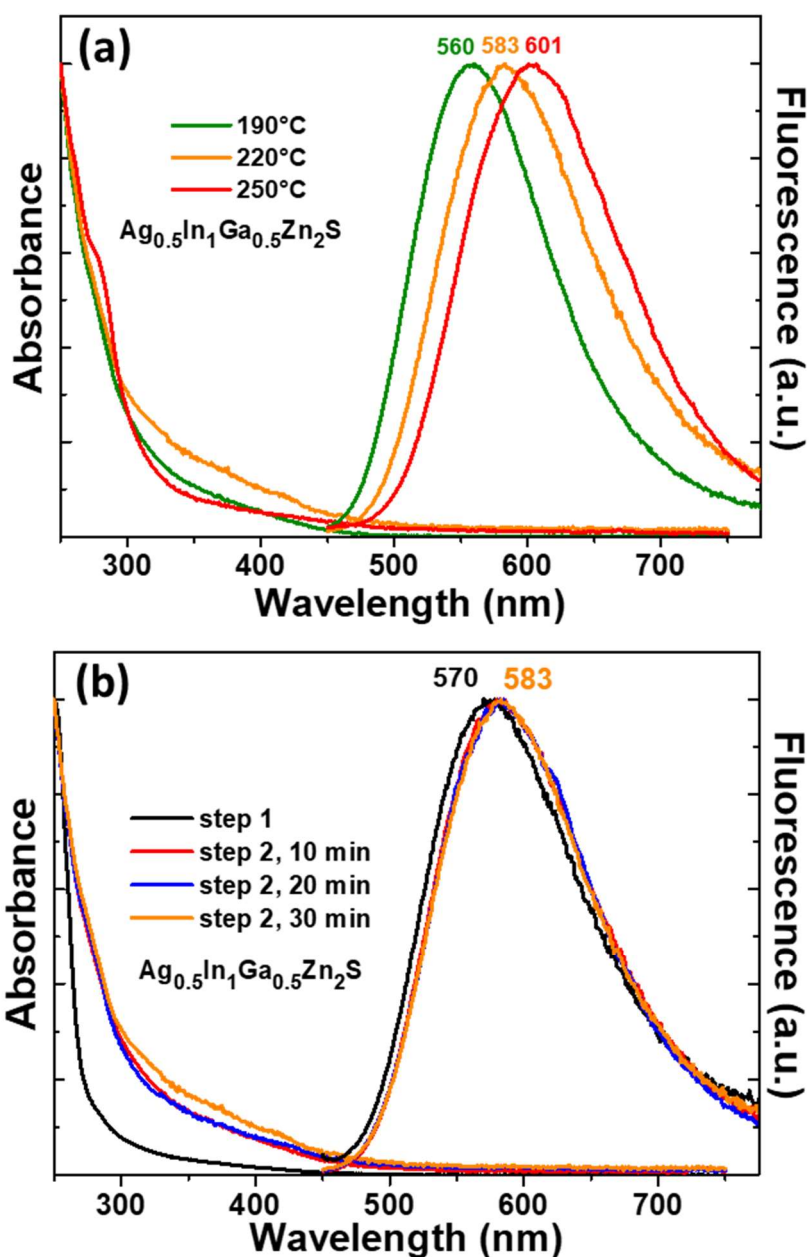 (a)
560 583 601
190°C
220°C
250°C
Ag0.5In1Ga0.5Zn2S
Absorbance
Fluorescence (a.u.)
300 400 500 600 700
Wavelength (nm)
(b)
570 583
step 1
step 2, 10 min
step 2, 20 min
step 2, 30 min
Ag0.5In1Ga0.5Zn2S
Absorbance
Fluorescence (a.u.)
300 400 500 600 700
Wavelength (nm)